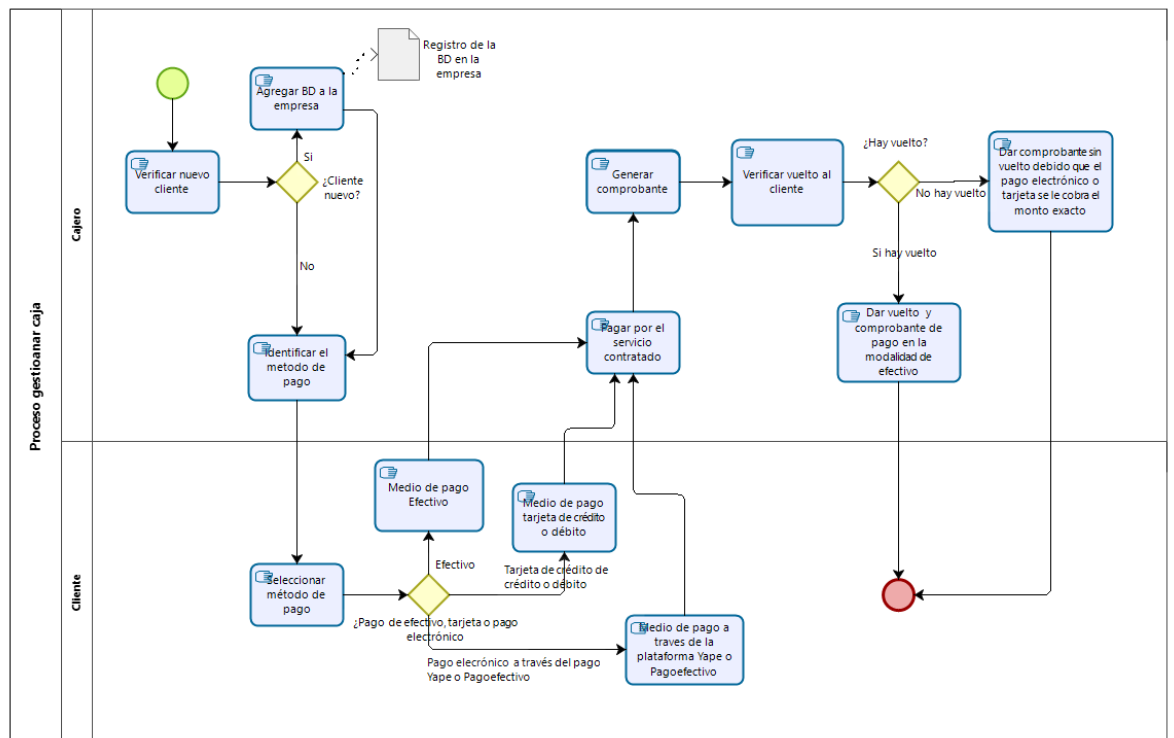 Proceso gestioanar caja
Cajero
Cliente
Registro de la
BD en la
empresa
Agregar BD a la
empresa
Verificar nuevo
cliente
Si
¿Cliente
nuevo?
No
Identificar el
metodo de
pago
Generar
comprobante
Verificar vuelto al
cliente
¿Hay vuelto?
No hay vuelto
Dar comprobante sin
vuelto debido que el
pago electrónico o
tarjeta se le cobra el
monto exacto
Si hay vuelto
Dar vuelto y
comprobante de
pago en la
modalidad de
efectivo
Pagar por el
servicio
contratado
Medio de pago
Efectivo
Medio de pago
tarjeta de crédito
o débito
Seleccionar
método de
pago
Efectivo
Tarjeta de crédito de
crédito o débito
¿Pago de efectivo, tarjeta o pago
electrónico
Pago elecrónico a través del pago
Yape o Pagoefectivo
Medio de pago a
traves de la
plataforma Yape o
Pagoefectivo